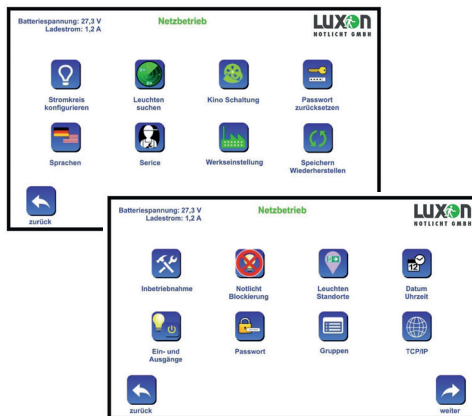 Batteriespannung: 27,3 V
Ladestrom: 1,2 A
Netzbetrieb
LUXON
NOTLICHT GMBH
Stromkreis
konfigurieren
Leuchten
suchen
Kino Schaltung
Passwort
zurücksetzen
Sprachen
Serice
Werkseinstellung
Speichern
Wiederherstellen
zurück
Batteriespannung: 27,3 V
Ladestrom: 1,2 A
Netzbetrieb
LUXON
NOTLICHT GMBH
Inbetriebnahme
Notlicht
Blockierung
Leuchten
Standorte
12
Datum
Uhrzeit
Ein- und
Ausgänge
Passwort
Gruppen
TCP/IP
zurück
weiter